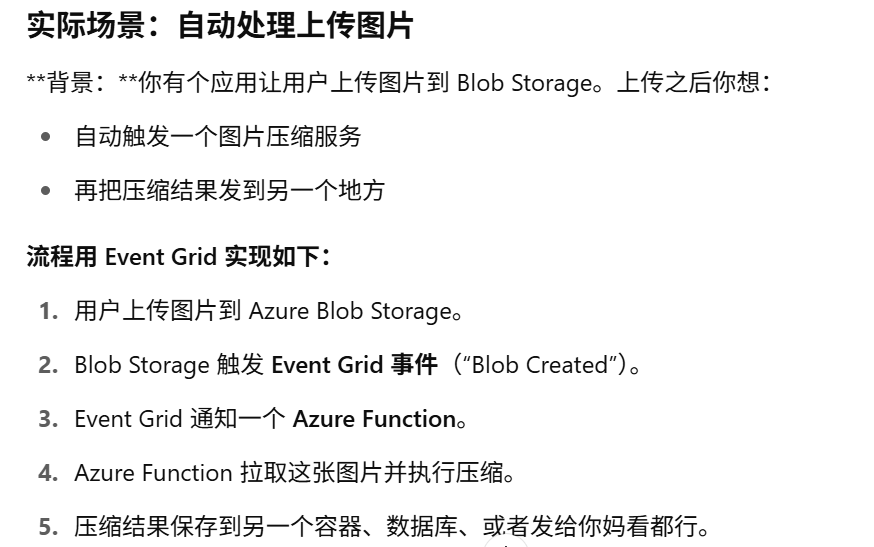 实际场景：自动处理上传图片
**背景：**你有个应用让用户上传图片到 Blob Storage。上传之后你想：
• 自动触发一个图片压缩服务
• 再把压缩结果发到另一个地方
流程用 Event Grid 实现如下：
1. 用户上传图片到 Azure Blob Storage。
2. Blob Storage 触发 Event Grid 事件（“Blob Created”）。
3. Event Grid 通知一个 Azure Function。
4. Azure Function 拉取这张图片并执行压缩。
5. 压缩结果保存到另一个容器、数据库、或者发给你妈看都行。